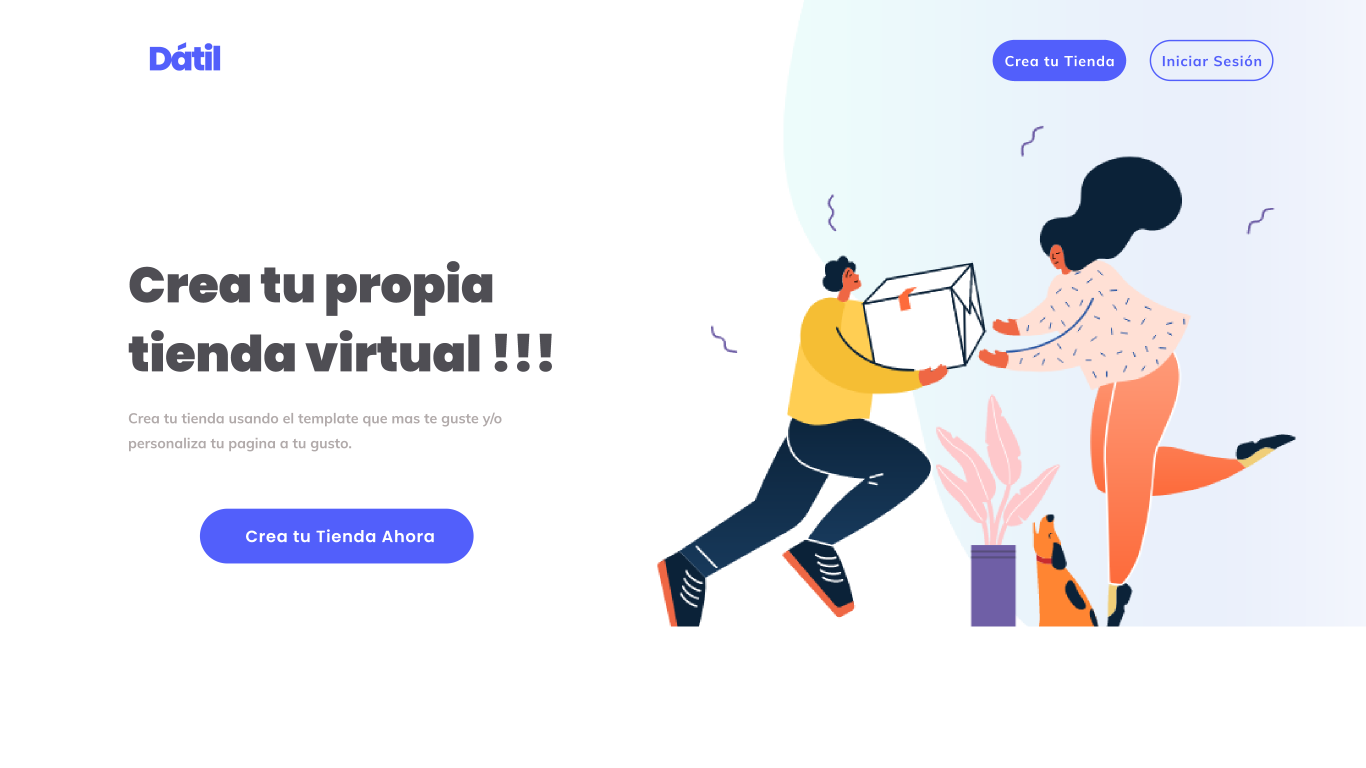 Dátil
Crea tu Tienda
Iniciar Sesión
Crea tu propia
tienda virtual !!!
Crea tu tienda usando el template que mas te guste y/o
personaliza tu pagina a tu gusto.
Crea tu Tienda Ahora